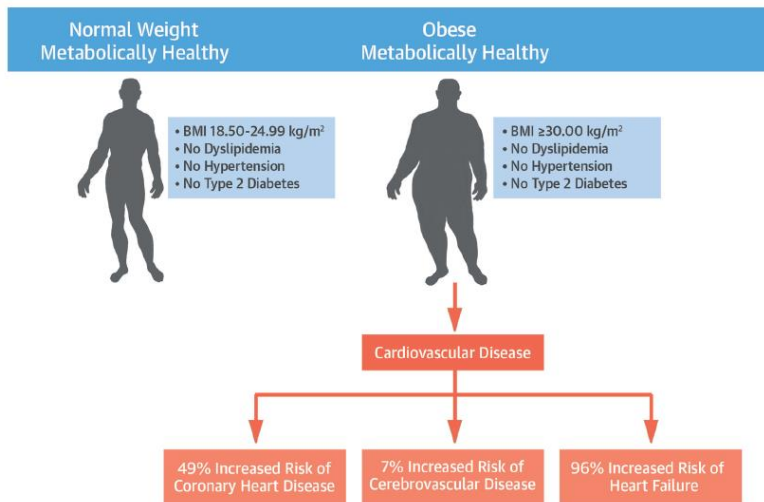 Normal Weight
Metabolically Healthy
Obese
Metabolically Healthy
• BMI 18.50-24.99 kg/m²
• No Dyslipidemia
• No Hypertension
• No Type 2 Diabetes
• BMI ≥30.00 kg/m²
• No Dyslipidemia
• No Hypertension
• No Type 2 Diabetes
Cardiovascular Disease
49% Increased Risk of
Coronary Heart Disease
7% Increased Risk of
Cerebrovascular Disease
96% Increased Risk of
Heart Failure